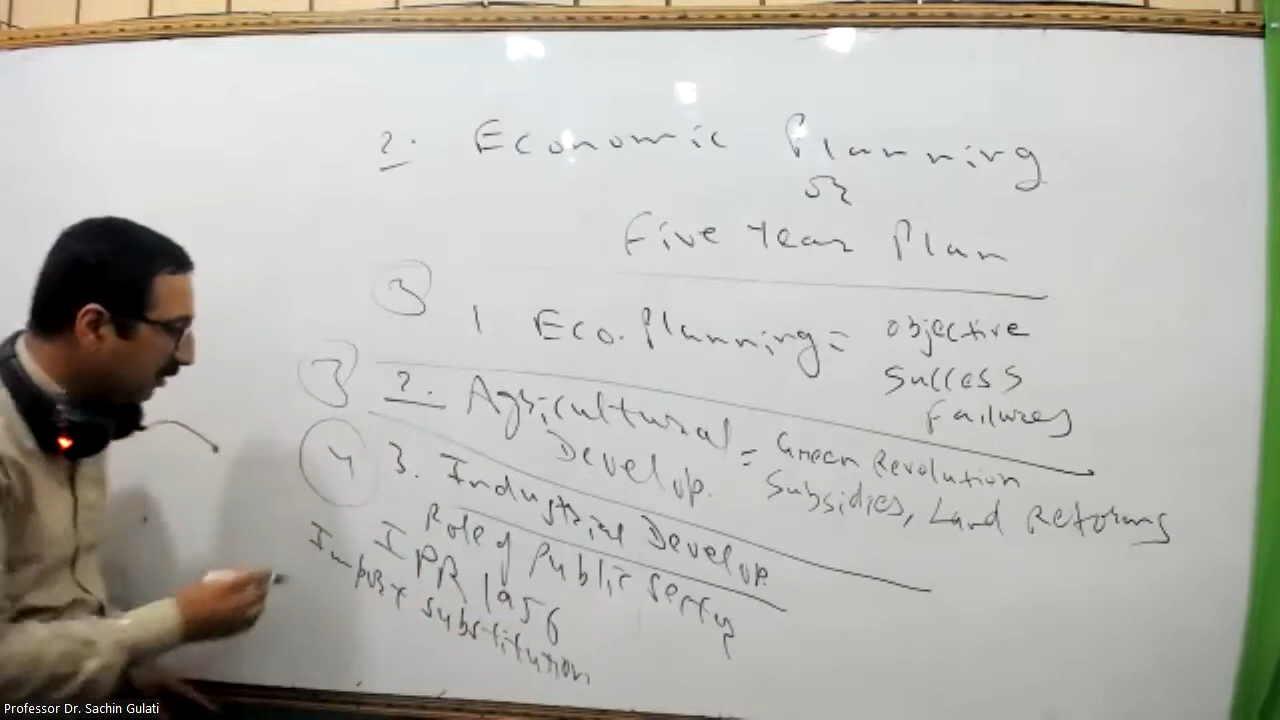 2. Economic Planning
or
Five Year Plan
3
1 Eco. Planning = objective
success
failures
3 2. Agricultural Develop. = Green Revolution
Subsidies, Land Reforms
4 3. Industrial Develop.
Role of Public Sector
IPR 1956
Import substitution
Professor Dr. Sachin Gulati